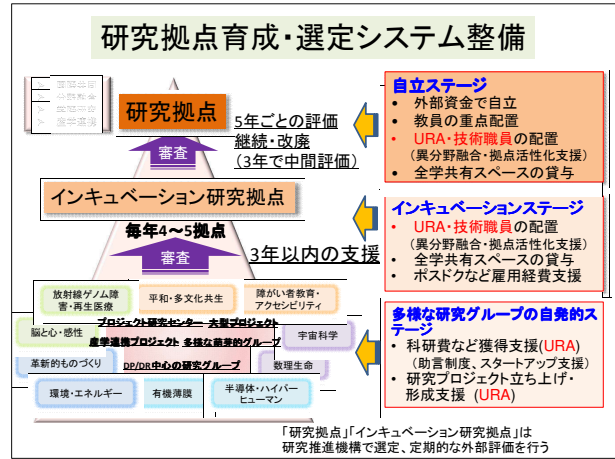 研究拠点育成・選定システム整備
研究拠点
審査
5年ごとの評価
継続・改廃
(3年で中間評価)
インキュベーション研究拠点
毎年4～5拠点
審査
3年以内の支援
放射線ゲノム障
害・再生医療
平和・多文化共生
障がい者教育・
アクセシビリティ
プロジェクト研究センター 大型プロジェクト
脳と心・感性
産学連携プロジェクト 多様な萌芽的グループ
宇宙科学
革新的ものづくり
DP/DR中心の研究グループ
数理生命
環境・エネルギー
有機薄膜
半導体・ハイパー
ヒューマン
自立ステージ
• 外部資金で自立
• 教員の重点配置
• URA・技術職員の配置
(異分野融合・拠点活性化支援)
• 全学共有スペースの貸与
インキュベーションステージ
• URA・技術職員の配置
(異分野融合・拠点活性化支援)
• 全学共有スペースの貸与
• ポスドクなど雇用経費支援
多様な研究グループの自発的ス
テージ
• 科研費など獲得支援(URA)
(助言制度、スタートアップ支援)
• 研究プロジェクト立ち上げ・
形成支援 (URA)
「研究拠点」「インキュベーション研究拠点」は
研究推進機構で選定、定期的な外部評価を行う